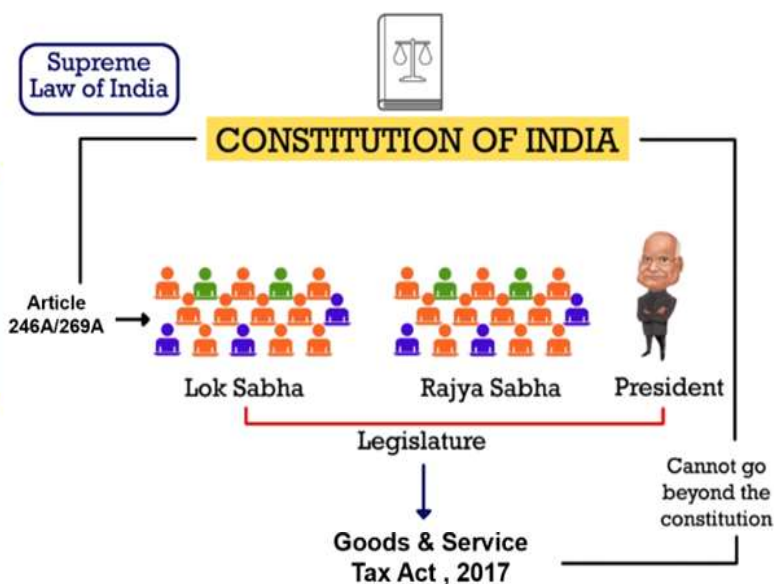 Supreme
Law of India
CONSTITUTION OF INDIA
Article
246A/269A
Lok Sabha
Rajya Sabha
President
Legislature
Cannot go
beyond the
constitution
Goods & Service
Tax Act , 2017